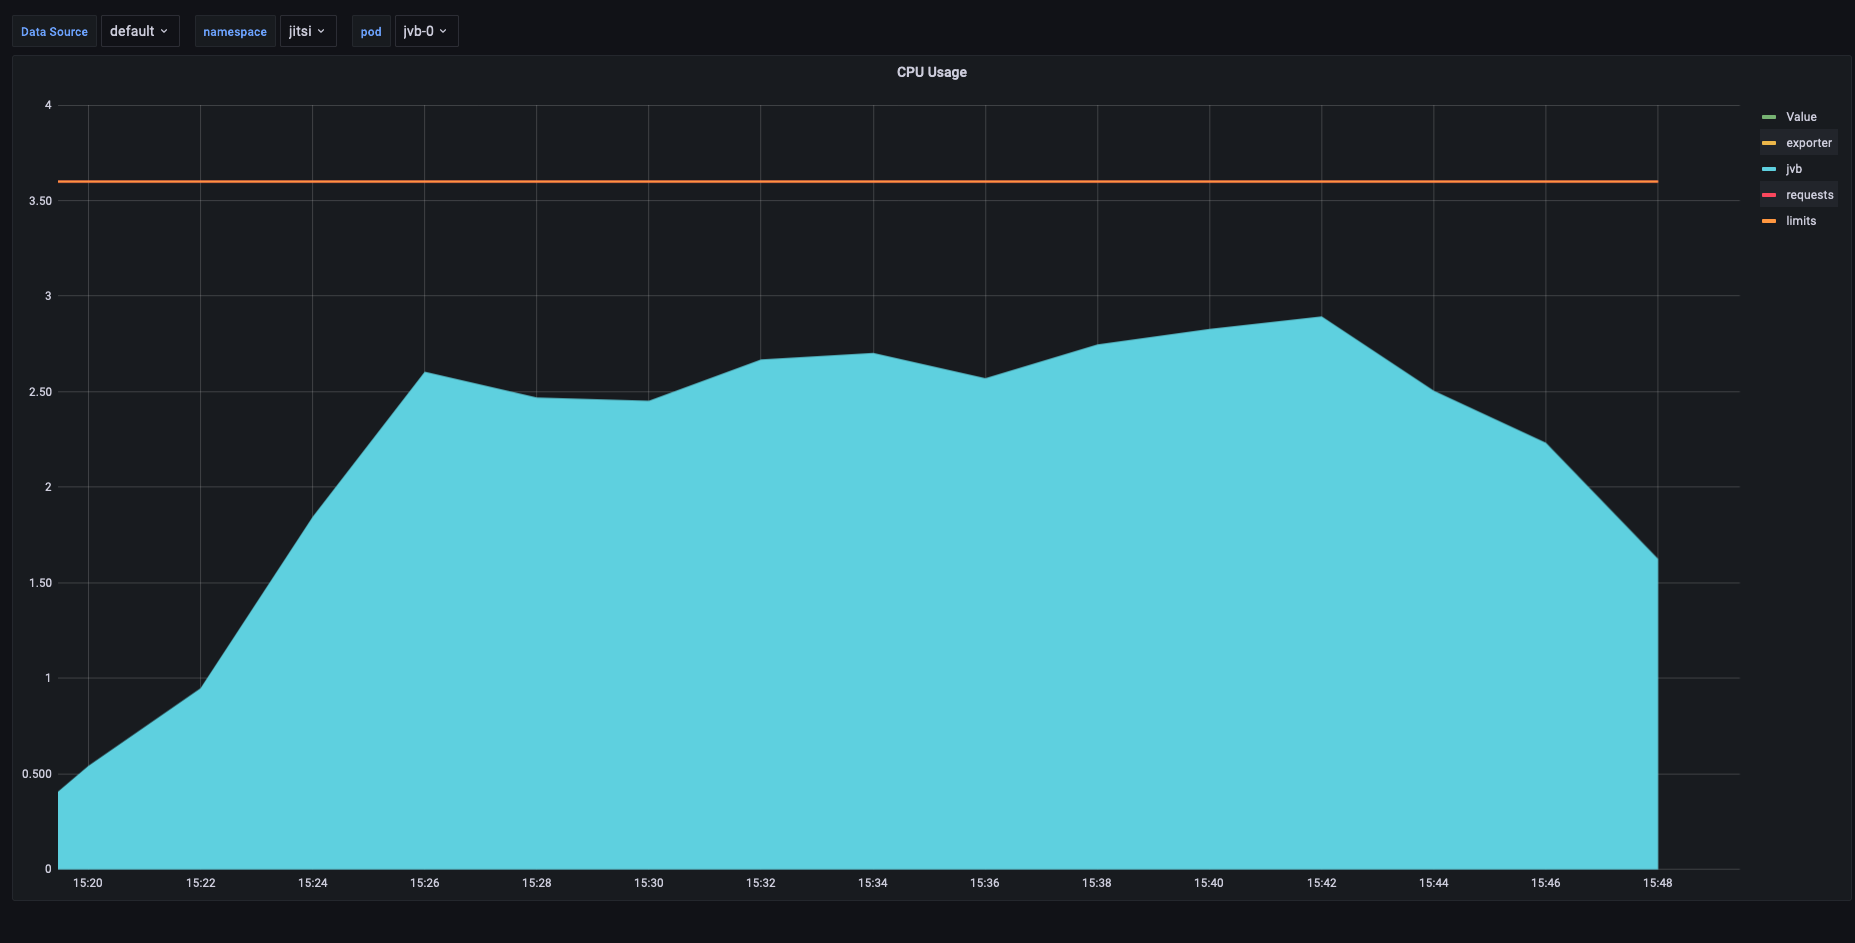 Data Source default namespace jitsi pod jvb-0
CPU Usage
4
3.50
3
2.50
2
1.50
1
0.500
0
15:20 15:22 15:24 15:26 15:28 15:30 15:32 15:34 15:36 15:38 15:40 15:42 15:44 15:46 15:48
Value
exporter
jvb
requests
limits